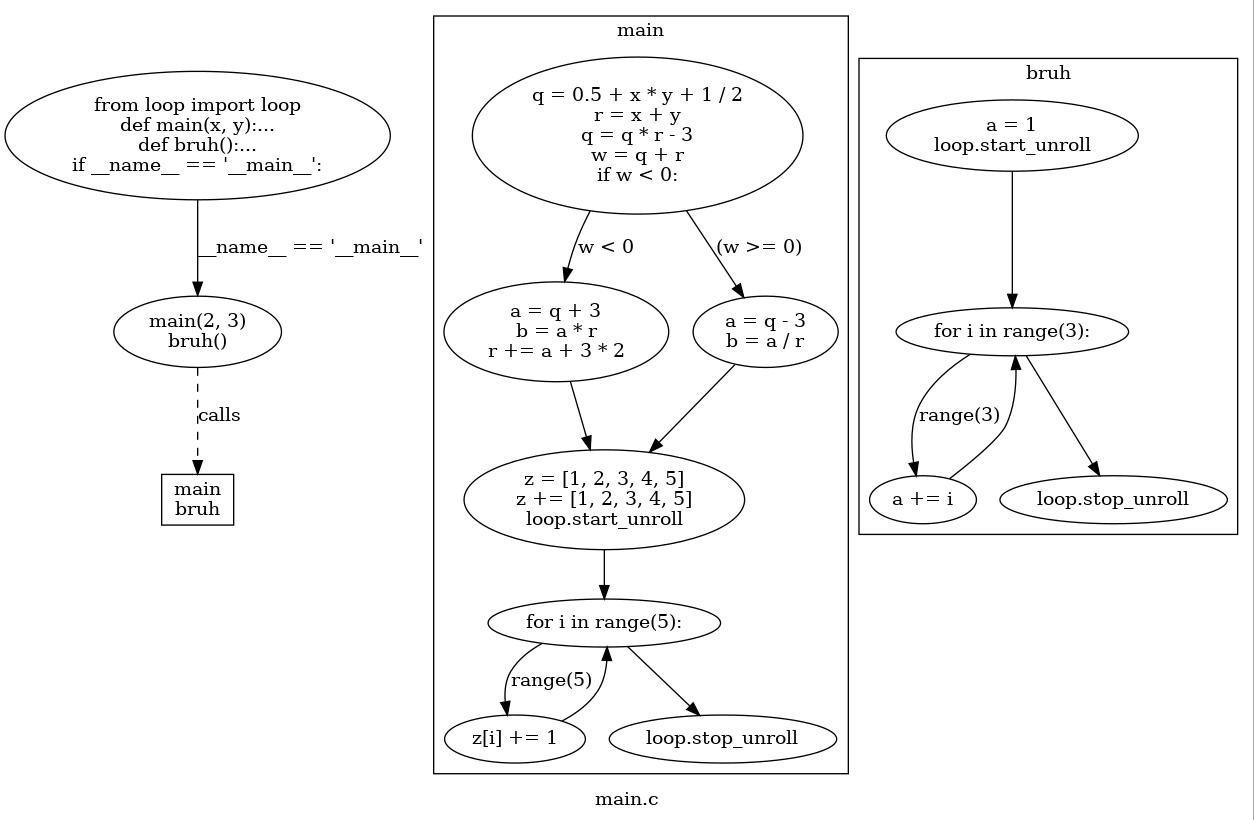 from loop import loop
def main(x, y):...
def bruh():...
if __name__ == '__main__':
__name__ == '__main__'
main(2, 3)
bruh()
calls
main
bruh
main
q = 0.5 + x * y + 1 / 2
r = x + y
q = q * r - 3
w = q + r
if w < 0:
w < 0
(w >= 0)
a = q + 3
b = a * r
r += a + 3 * 2
a = q - 3
b = a / r
z = [1, 2, 3, 4, 5]
z += [1, 2, 3, 4, 5]
loop.start_unroll
for i in range(5):
range(5)
z[i] += 1
loop.stop_unroll
bruh
a = 1
loop.start_unroll
for i in range(3):
range(3)
a += i
loop.stop_unroll
main.c